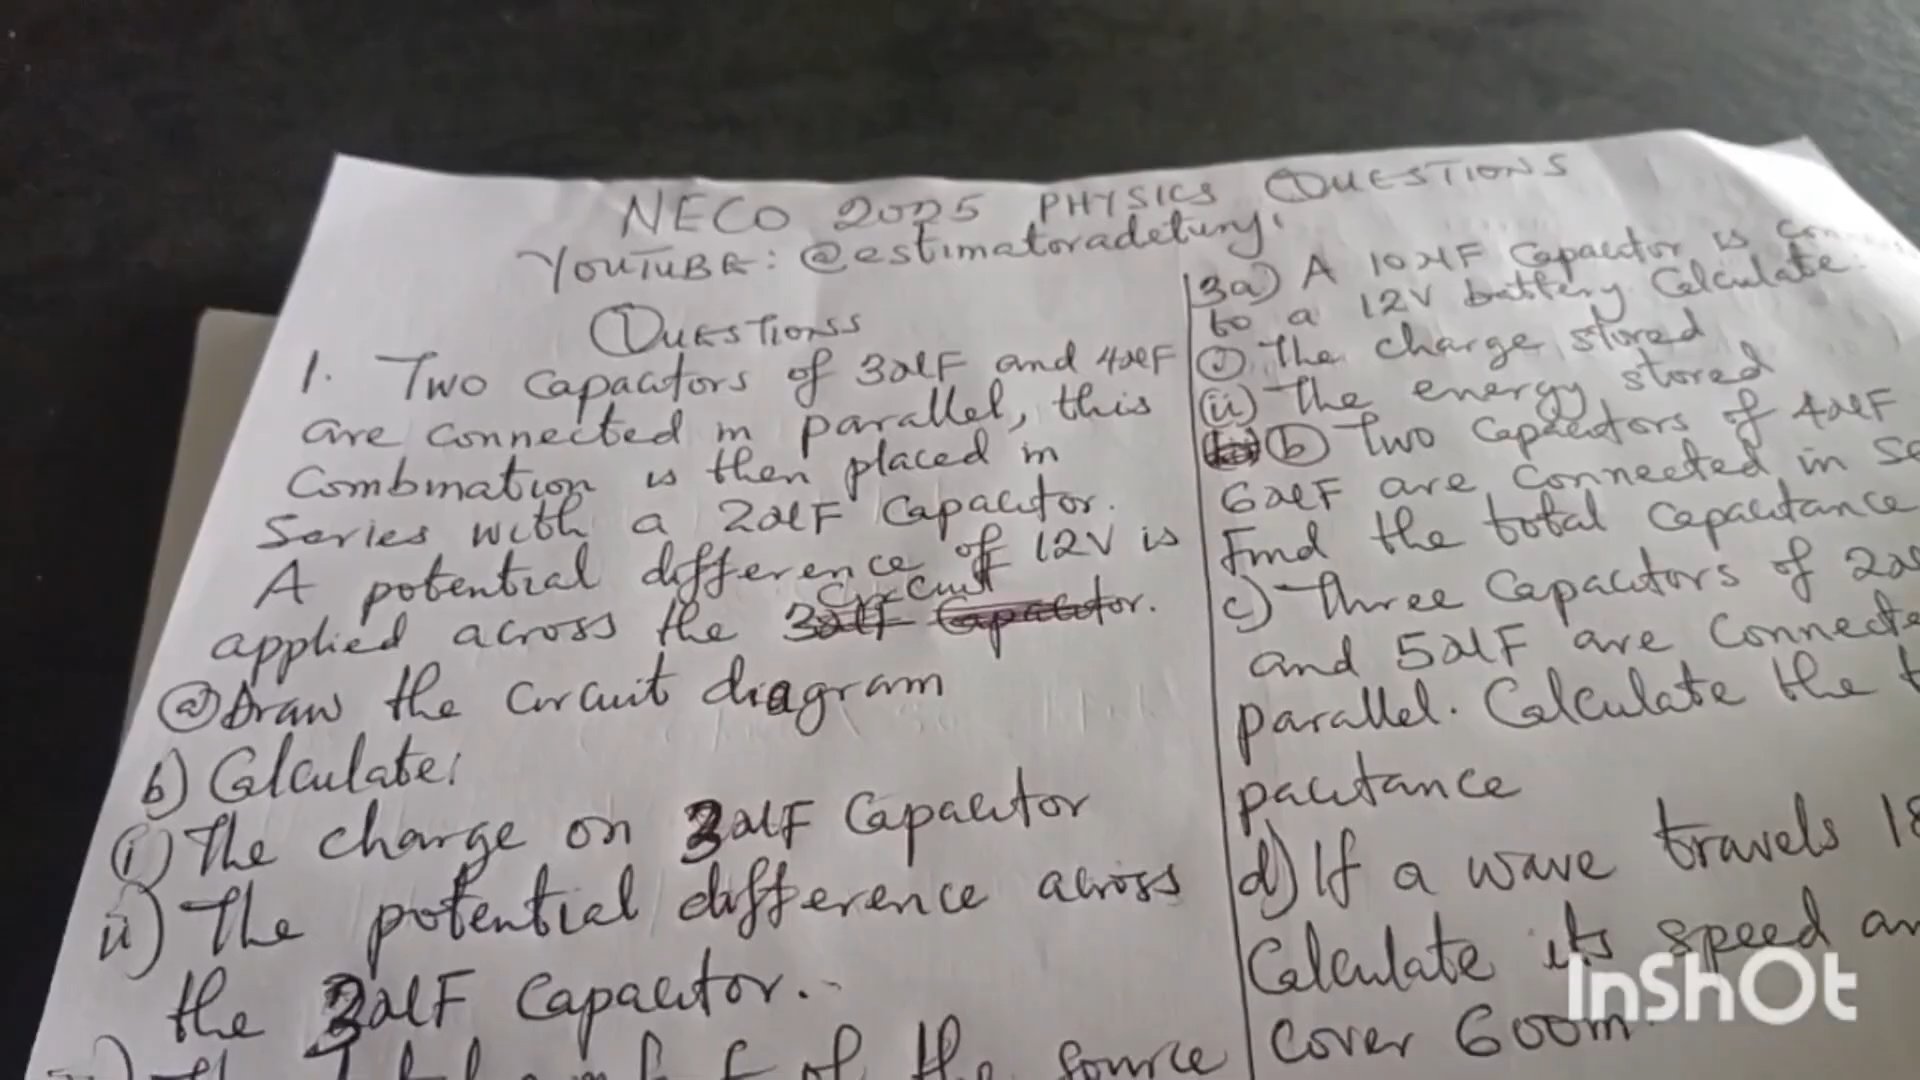 NECO 2025 PHYSICS QUESTIONS
YOUTUBE: @estimatoradetunji
QUESTIONSS
1. Two capacitors of 3μF and 4μF
are connected in parallel, this
Combination is then placed in
Series with a 2μF Capacitor.
A potential difference of 12V is
Circuit
applied across the 3μF Capacitor.
(a) Draw the circuit diagram
b) Calculate:
(i) The charge on 3μF Capacitor
ii) The potential difference across
the 3μF Capacitor.
of the source
3a) A 10μF Capacitor is
to a 12V battery Calculate:
(i) The charge stored
(ii) The energy stored
(b) Two Capacitors of 4μF
6μF are connected in
Find the total Capacitance
c) Three Capacitors of
and 5μF are
parallel. Calculate the
pacitance
d) If a wave travels
Calculate its speed
cover 600m
InShOt